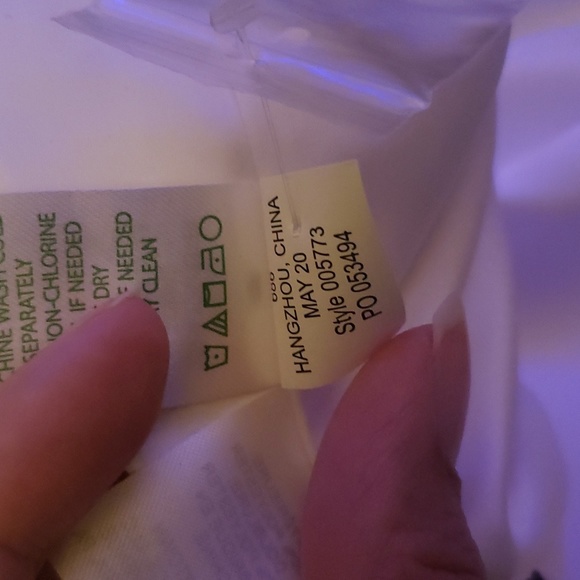 SEPARATELY
NON-CHLORINE
IF NEEDED
DRY
NEEDED
CLEAN
HANGZHOU, CHINA
MAY 20
Style 005773
PO 053494